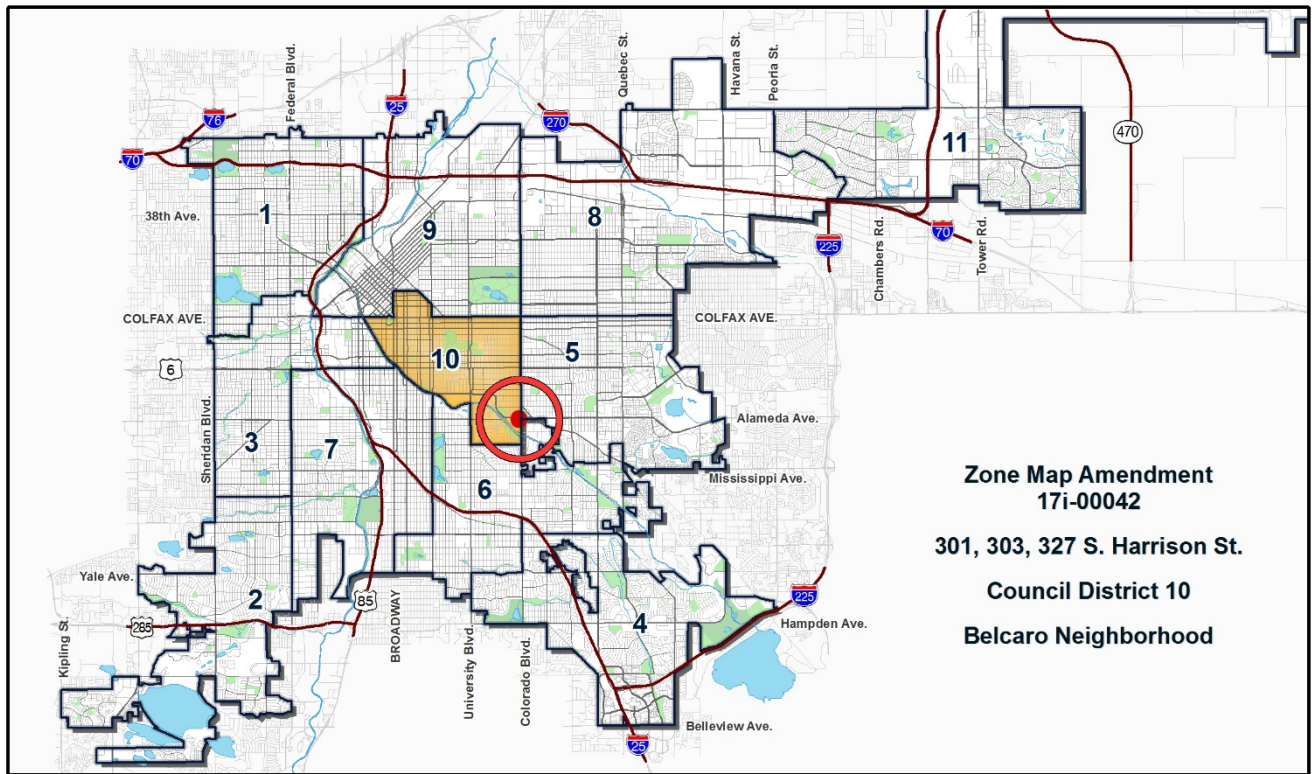 Federal Blvd.
Quebec St.
Havana St.
Peoria St.
76
25
270
70
470
11
38th Ave.
1
9
8
225
Chambers Rd.
70
Tower Rd.
COLFAX AVE.
COLFAX AVE.
6
10
5
Sheridan Blvd.
3
7
Alameda Ave.
Mississippi Ave.
6
Zone Map Amendment
17i-00042
301, 303, 327 S. Harrison St.
Council District 10
Belcaro Neighborhood
Yale Ave.
2
85
285
Kipling St.
BROADWAY
University Blvd.
Colorado Blvd.
4
225
Hampden Ave.
Belleview Ave.
25